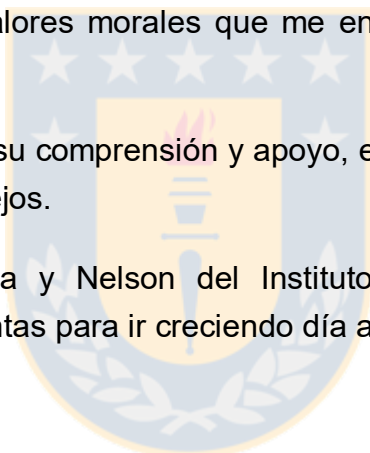 alores morales que me en
su comprensión y apoyo, e
ejos.
a y Nelson del Instituto
ntas para ir creciendo día a